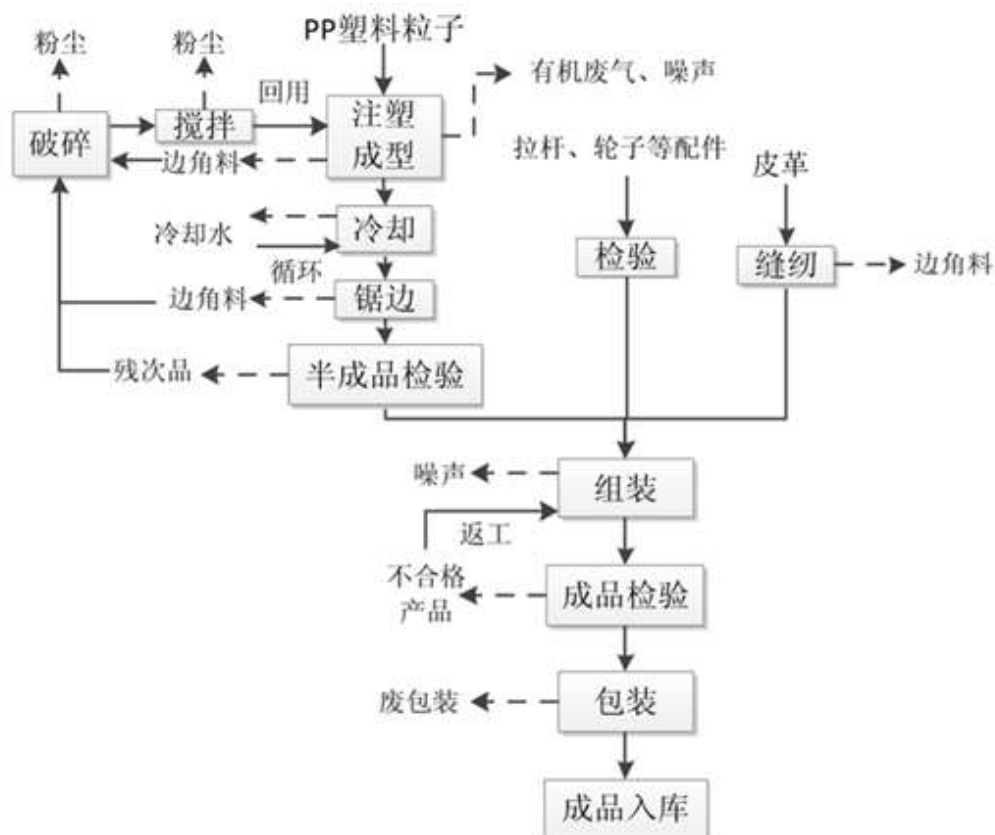 PP塑料粒子
粉尘
粉尘
回用
有机废气、噪声
破碎
搅拌
注塑
成型
边角料
拉杆、轮子等配件
皮革
冷却水
冷却
循环
检验
缝纫
边角料
边角料
锯边
残次品
半成品检验
噪声
组装
返工
不合格
产品
成品检验
废包装
包装
成品入库